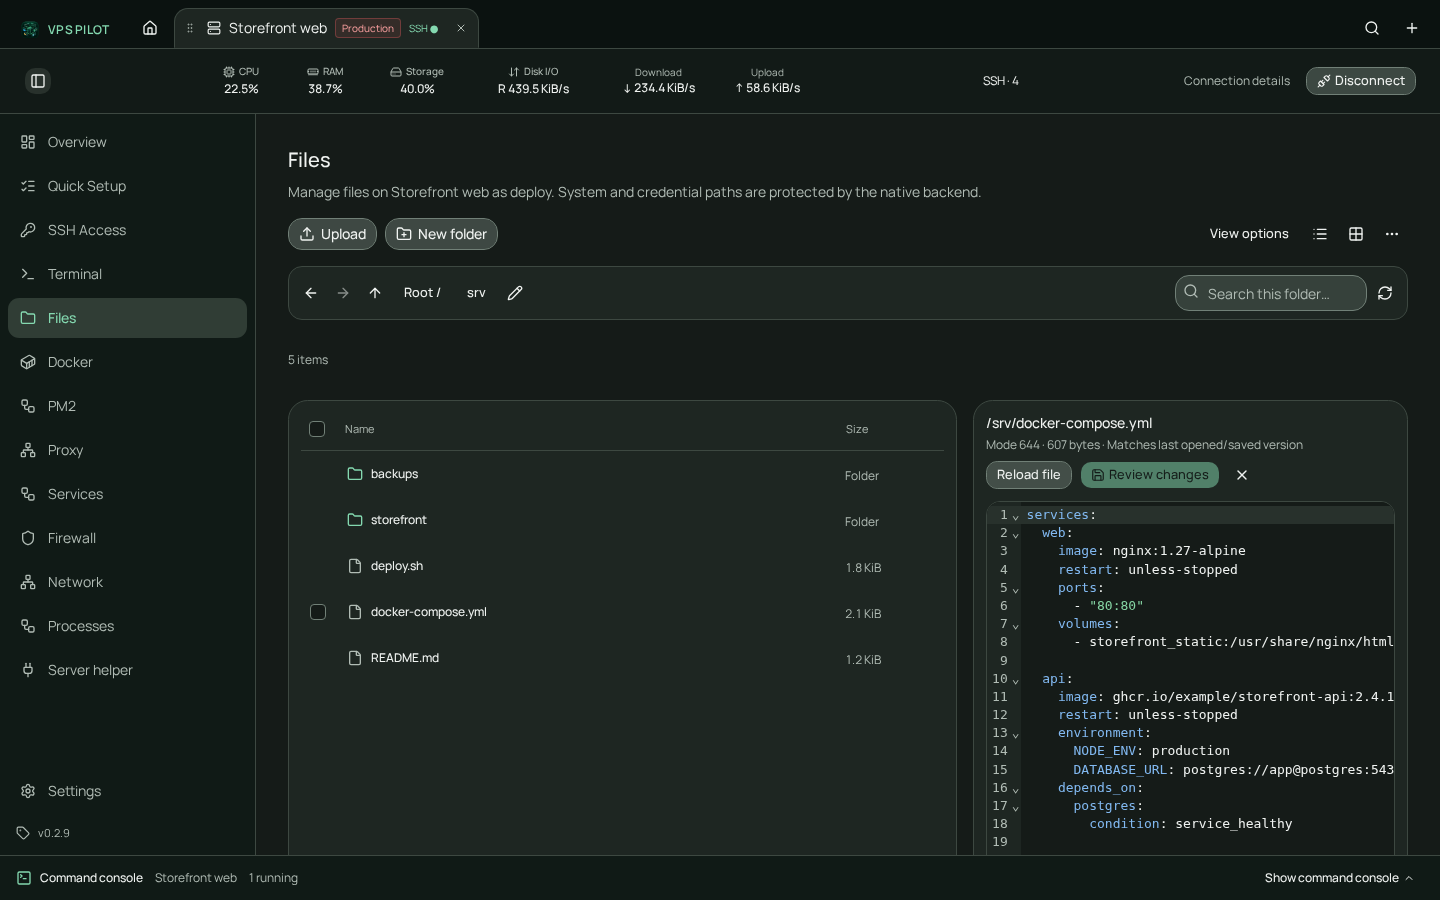 VPS PILOT
Storefront web Production SSH
CPU RAM Storage Disk I/O Download Upload
22.5% 38.7% 40.0% R 439.5 KiB/s ↓ 234.4 KiB/s ↑ 58.6 KiB/s
SSH · 4 Connection details Disconnect
Overview
Quick Setup
SSH Access
Terminal
Files
Docker
PM2
Proxy
Services
Firewall
Network
Processes
Server helper
Settings
v0.2.9
Files
Manage files on Storefront web as deploy. System and credential paths are protected by the native backend.
Upload New folder View options
Root / srv Search this folder...
5 items
Name Size
backups Folder
storefront Folder
deploy.sh 1.8 KiB
docker-compose.yml 2.1 KiB
README.md 1.2 KiB
/srv/docker-compose.yml
Mode 644 · 607 bytes · Matches last opened/saved version
Reload file Review changes
1 services:
2 web:
3 image: nginx:1.27-alpine
4 restart: unless-stopped
5 ports:
6 - "80:80"
7 volumes:
8 - storefront_static:/usr/share/nginx/html
9
10 api:
11 image: ghcr.io/example/storefront-api:2.4.1
12 restart: unless-stopped
13 environment:
14 NODE_ENV: production
15 DATABASE_URL: postgres://app@postgres:543
16 depends_on:
17 postgres:
18 condition: service_healthy
19
Command console Storefront web 1 running Show command console